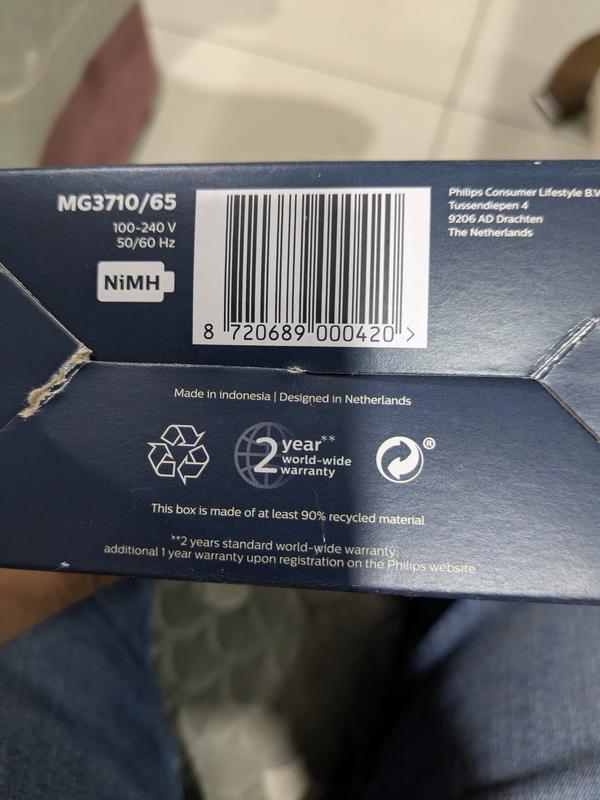 MG3710/65
100-240 V
50/60 Hz
NiMH
8 720689 000420 >
Philips Consumer Lifestyle B.V
Tussendiepen 4
9206 AD Drachten
The Netherlands
Made in indonesia | Designed in Netherlands
2 year**
world-wide
warranty
®
This box is made of at least 90% recycled material
**2 years standard world-wide warranty,
additional 1 year warranty upon registration on the Philips website